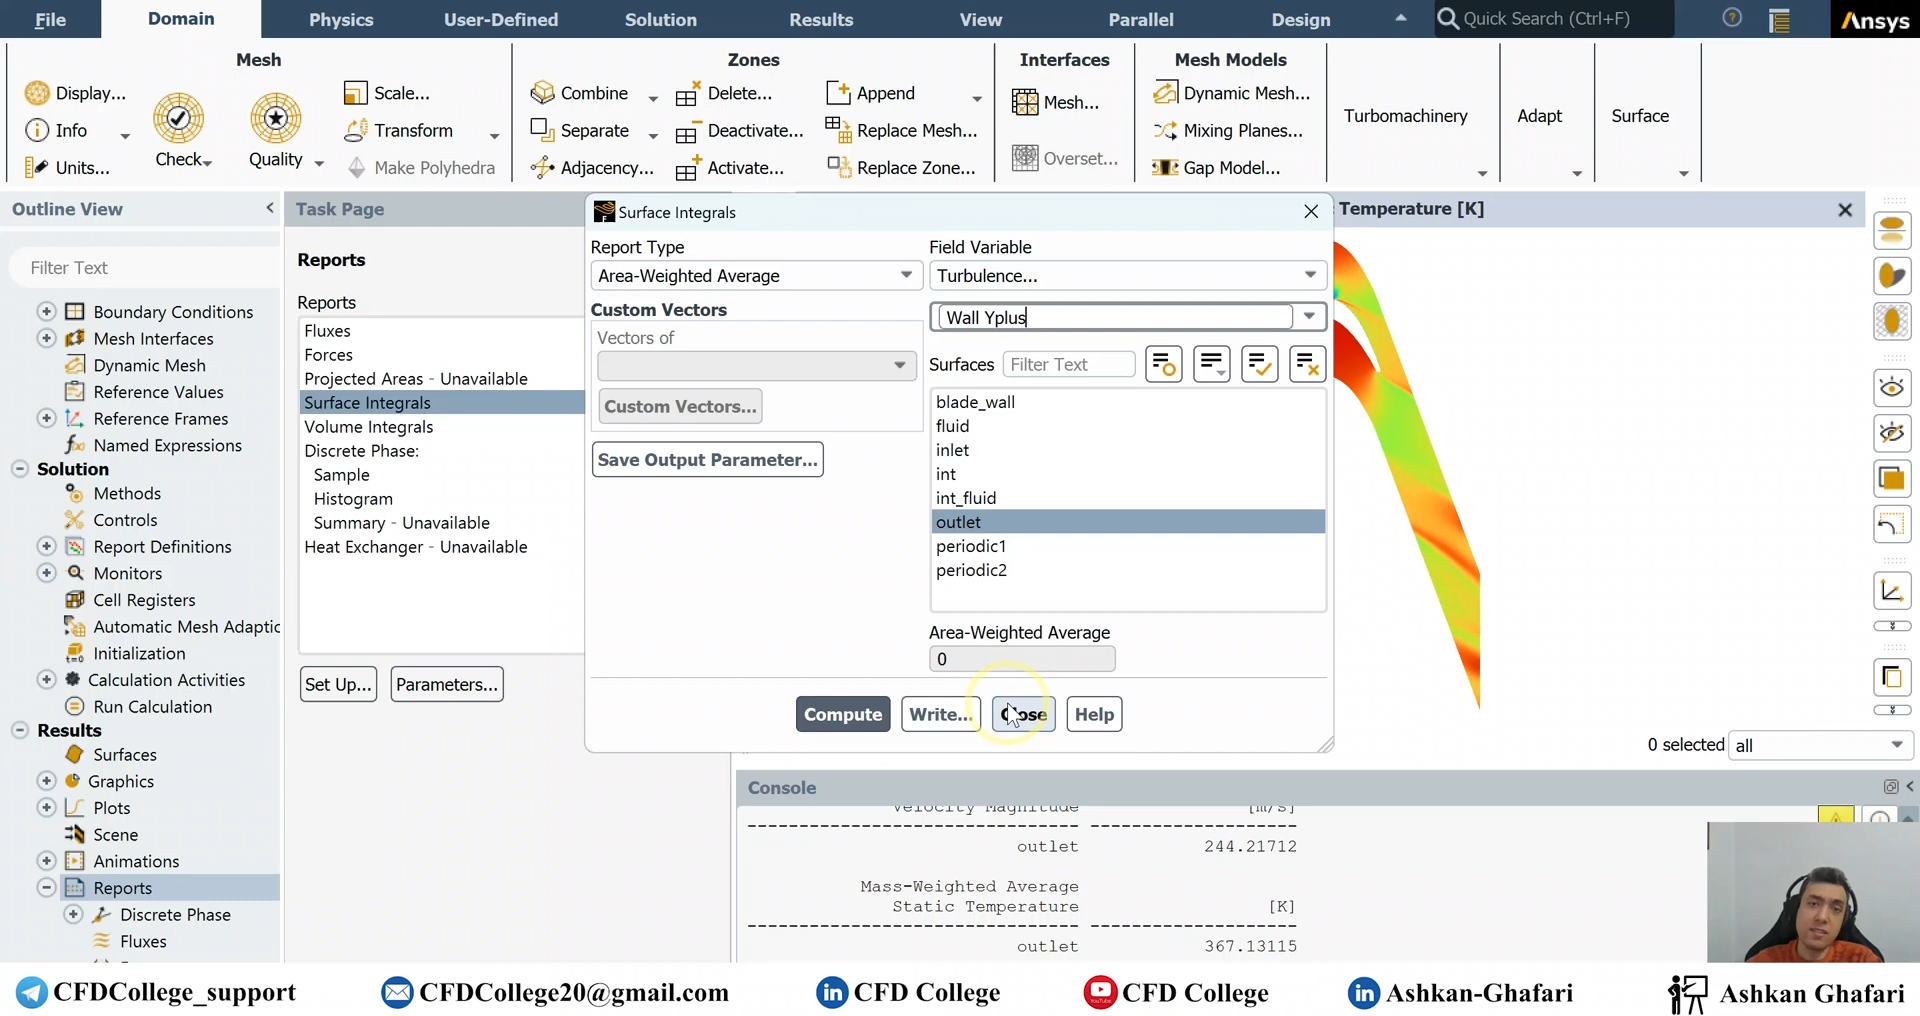 File Domain Physics User-Defined Solution Results View Parallel Design Quick Search (Ctrl+F) Ansys
Mesh Zones Interfaces Mesh Models
Display... Scale... Combine Delete... Append Mesh... Dynamic Mesh...
Info Check Quality Transform Separate Deactivate... Replace Mesh... Mixing Planes... Turbomachinery Adapt Surface
Units... Make Polyhedra Adjacency... Activate... Replace Zone... Overset... Gap Model...
Outline View
Filter Text
Boundary Conditions
Mesh Interfaces
Dynamic Mesh
Reference Values
Reference Frames
Named Expressions
Solution
Methods
Controls
Report Definitions
Monitors
Cell Registers
Automatic Mesh Adaptic
Initialization
Calculation Activities
Run Calculation
Results
Surfaces
Graphics
Plots
Scene
Animations
Reports
Discrete Phase
Fluxes
Task Page
Reports
Reports
Fluxes
Forces
Projected Areas - Unavailable
Surface Integrals
Volume Integrals
Discrete Phase:
Sample
Histogram
Summary - Unavailable
Heat Exchanger - Unavailable
Set Up... Parameters...
Surface Integrals
Report Type
Area-Weighted Average
Custom Vectors
Vectors of
Custom Vectors...
Save Output Parameter...
Field Variable
Turbulence...
Wall Yplus
Surfaces Filter Text
blade_wall
fluid
inlet
int
int_fluid
outlet
periodic1
periodic2
Area-Weighted Average
0
Compute Write... Close Help
Temperature [K]
0 selected all
Console
Velocity Magnitude [m/s]
-------------------------------- --------------------
outlet 244.21712
Mass-Weighted Average
Static Temperature [K]
-------------------------------- --------------------
outlet 367.13115
CFDCollege_support CFDCollege20@gmail.com CFD College CFD College Ashkan-Ghafari Ashkan Ghafari